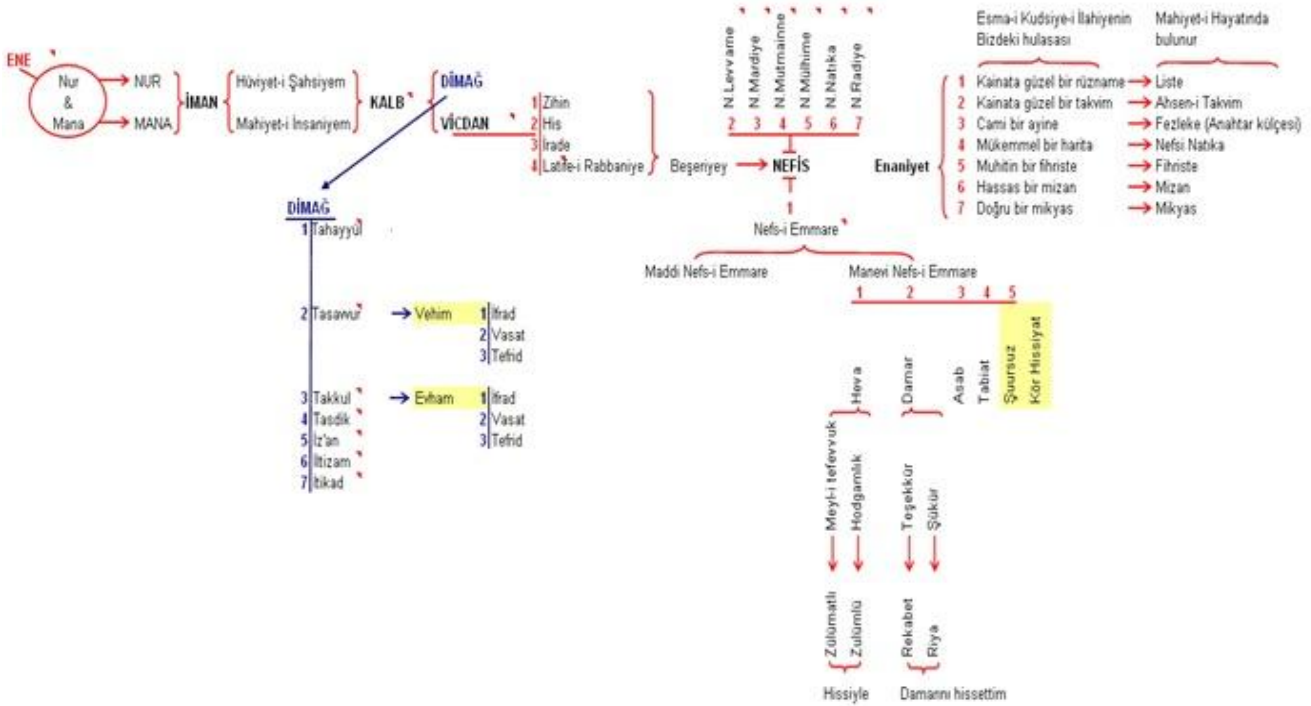 ENE
Nur
&
Mana
NUR
MANA
İMAN
Hüviyet-i Şahsiyem
Mahiyet-i İnsaniyem
KALB
DİMAĞ
VİCDAN
1 Zihin
2 His
3 İrade
4 Latife-i Rabbaniye
Beşeriyey
NEFİS
N.Levvame
N.Mardiye
N.Mutmainne
N.Mülhime
N.Natıka
N.Radiye
2 3 4 5 6 7
1
Nefs-i Emmare
Maddi Nefs-i Emmare
Manevi Nefs-i Emmare
1 2 3 4 5
Heva
Damar
Asab
Tabiat
Şuursuz
Kör Hissiyat
Meyl-i tefevvuk
Hodgamlık
Teşekkür
Şükür
Zülümatlı
Zulümlü
Rekabet
Riya
Hissiyle
Damarını hissettim
Enaniyet
Esma-i Kudsiye-i İlahiyenin
Bizdeki hulasası
Mahiyet-i Hayatında
bulunur
1 Kainata güzel bir rüzname Liste
2 Kainata güzel bir takvim Ahsen-i Takvim
3 Cami bir ayine Fezleke (Anahtar külçesi)
4 Mükemmel bir harita Nefsi Natıka
5 Muhitin bir fihriste Fihriste
6 Hassas bir mizan Mizan
7 Doğru bir mikyas Mikyas
DİMAĞ
1 Tahayyül
2 Tasavvur
Vehim
1 İfrad
2 Vasat
3 Tefrid
3 Takkul
Evham
1 İfrad
4 Tasdik
2 Vasat
5 İz'an
3 Tefrid
6 İltizam
7 İtikad